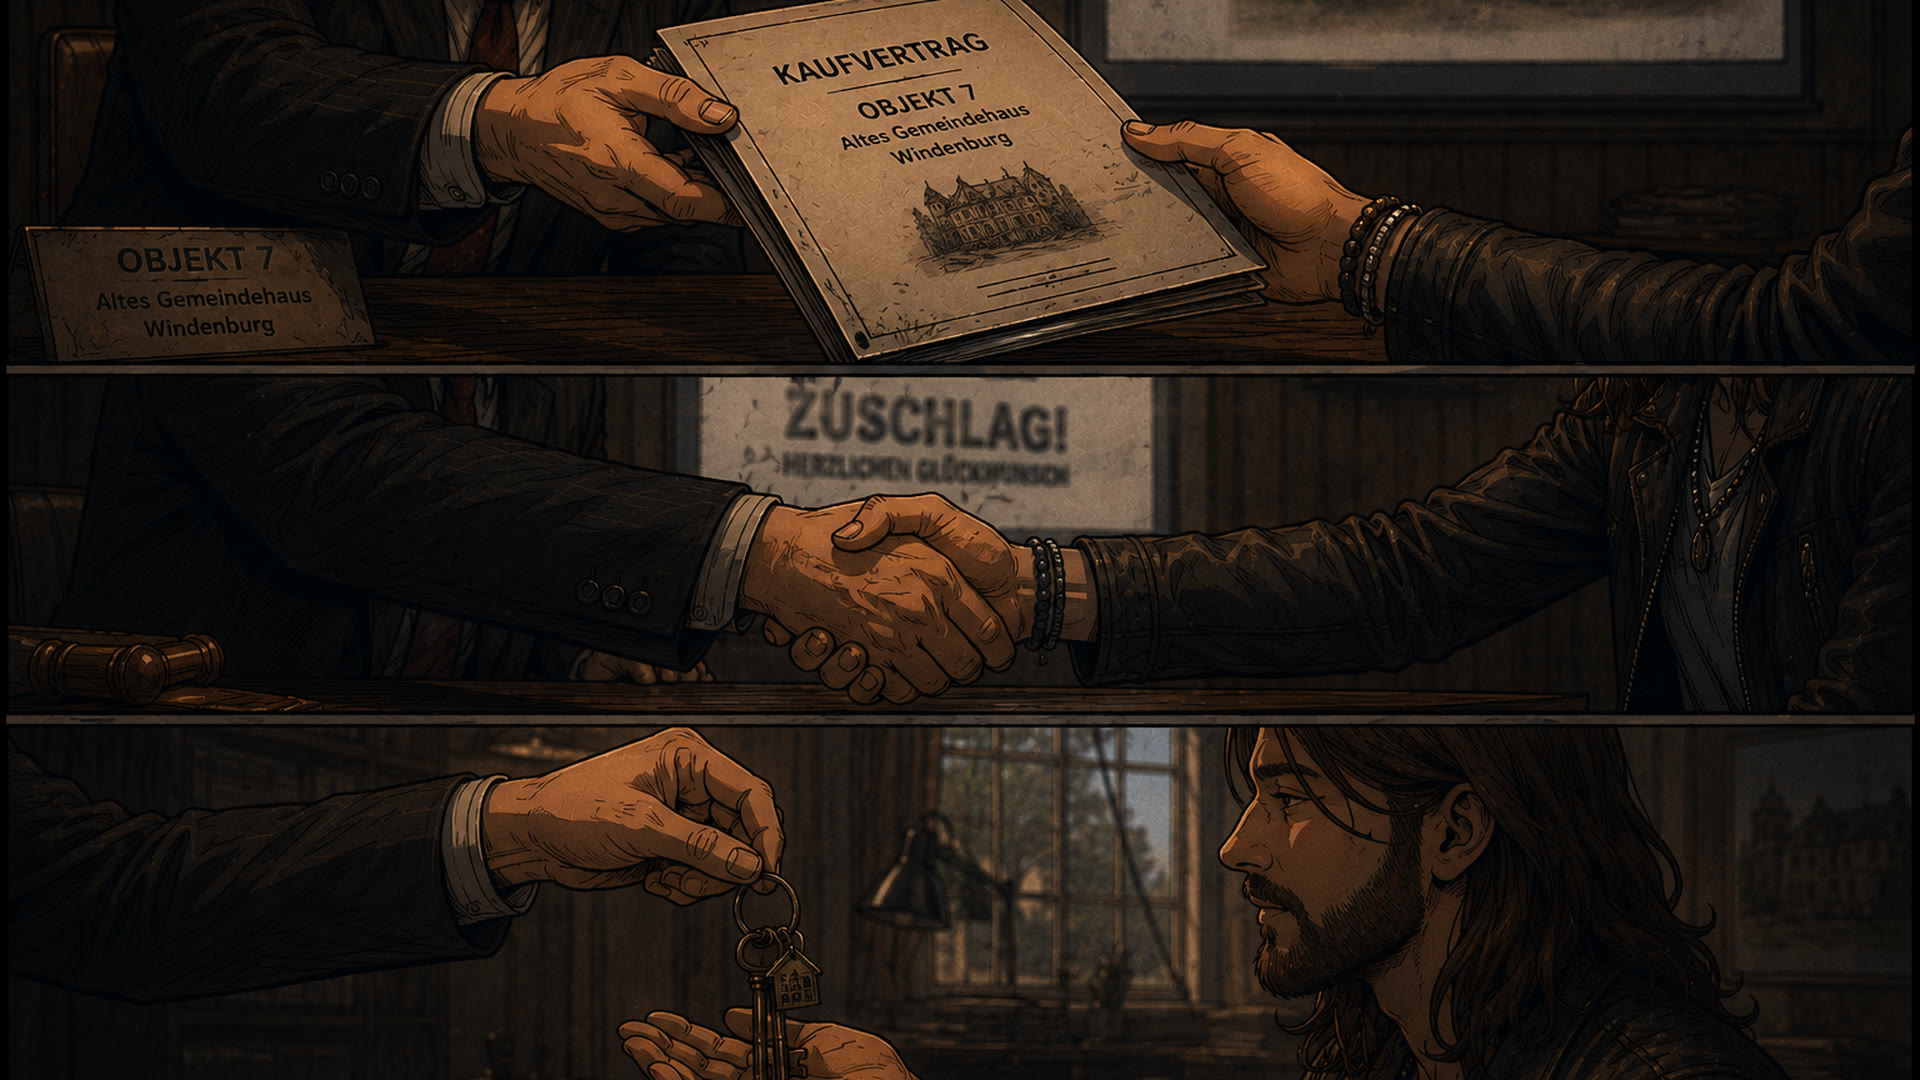 KAUFVERTRAG
OBJEKT 7
Altes Gemeindehaus
Windenburg
OBJEKT 7
Altes Gemeindehaus
Windenburg
ZUSCHLAG!
HERZLICHEN GLÜCKWUNSCH